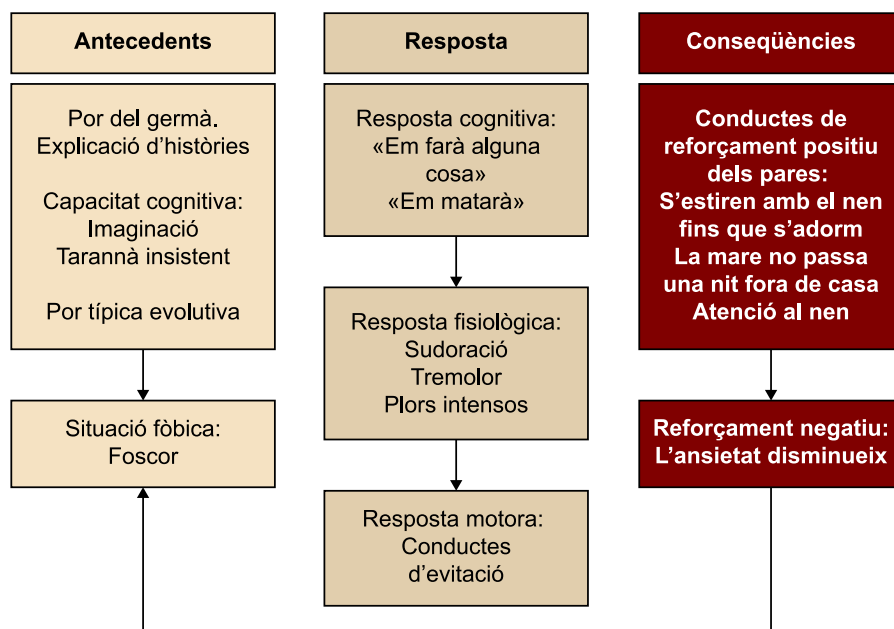 Antecedents
Por del germà.
Explicació d’històries
Capacitat cognitiva:
Imaginació
Tarannà insistent
Por típica evolutiva
Situació fòbica:
Foscor
Resposta
Resposta cognitiva:
«Em farà alguna
cosa»
«Em matarà»
Resposta fisiològica:
Sudoració
Tremolor
Plors intensos
Resposta motora:
Conductes
d’evitació
Conseqüències
Conductes de
reforçament positiu
dels pares:
S’estiren amb el nen
fins que s’adorm
La mare no passa
una nit fora de casa
Atenció al nen
Reforçament negatiu:
L’ansietat disminueix